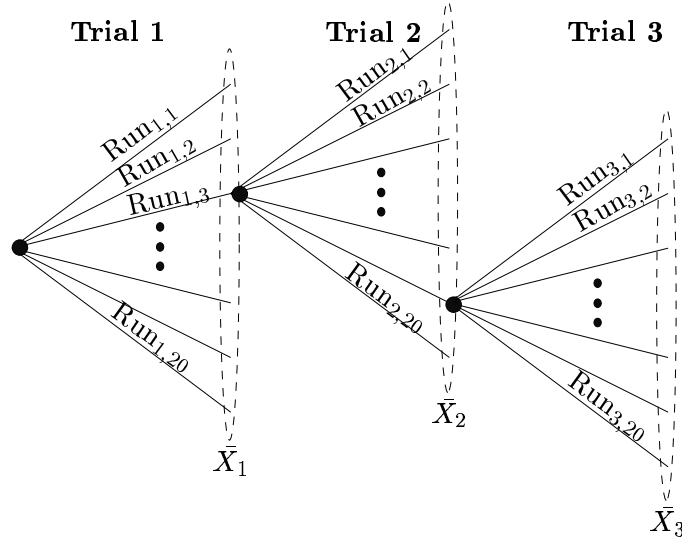 Trial 1
Trial 2
Trial 3
Run₁,₁
Run₁,₂
Run₁,₃
Run₁,₂₀
X̄₁
Run₂,₁
Run₂,₂
Run₂,₂₀
X̄₂
Run₃,₁
Run₃,₂
Run₃,₂₀
X̄₃